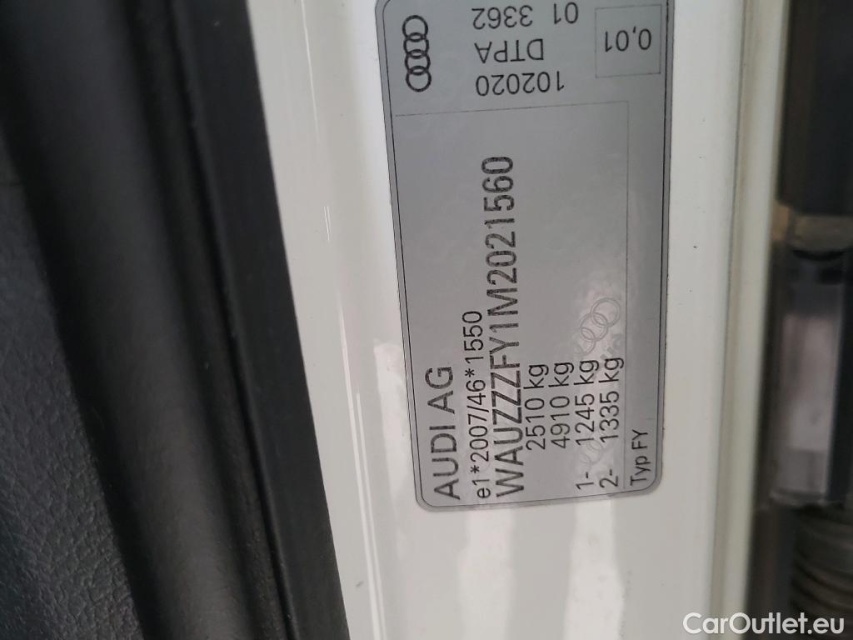 AUDI AG
e1*2007/46*1550
WAUZZZFY1M2021560
2510 kg
4910 kg
1- 1245 kg
2- 1335 kg
Typ FY
102020
DTPA
01 3362
0,01
CarOutlet.eu